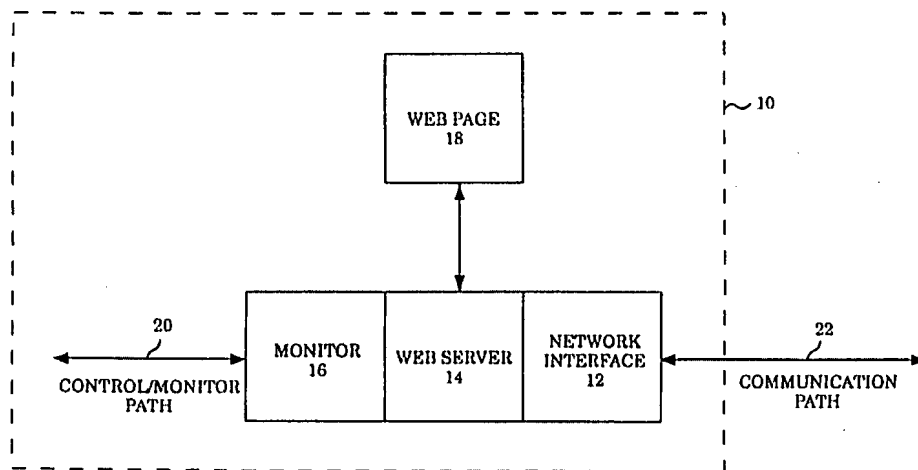 WEB PAGE
18
10
20
CONTROL/MONITOR
PATH
MONITOR
16
WEB SERVER
14
NETWORK
INTERFACE
12
22
COMMUNICATION
PATH